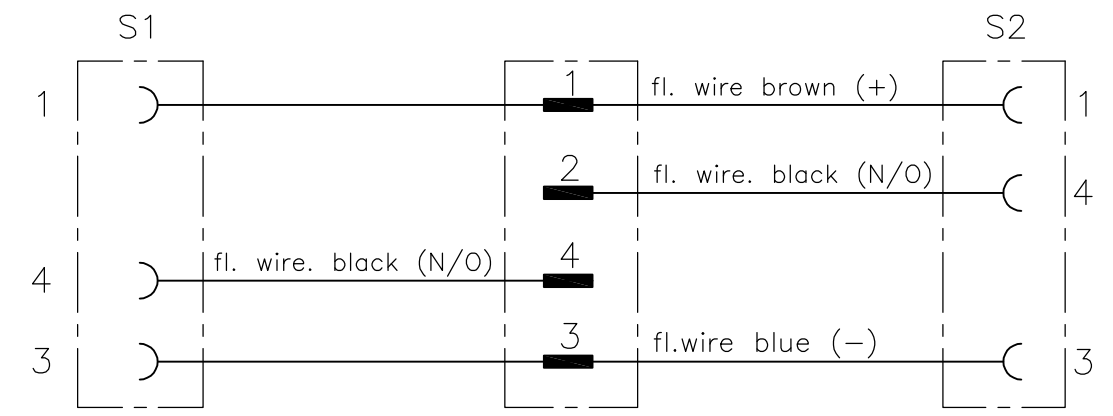 S1
S2
1
1
fl. wire brown (+)
1
2
fl. wire. black (N/O)
4
4
fl. wire. black (N/O)
4
3
3
fl.wire blue (−)
3